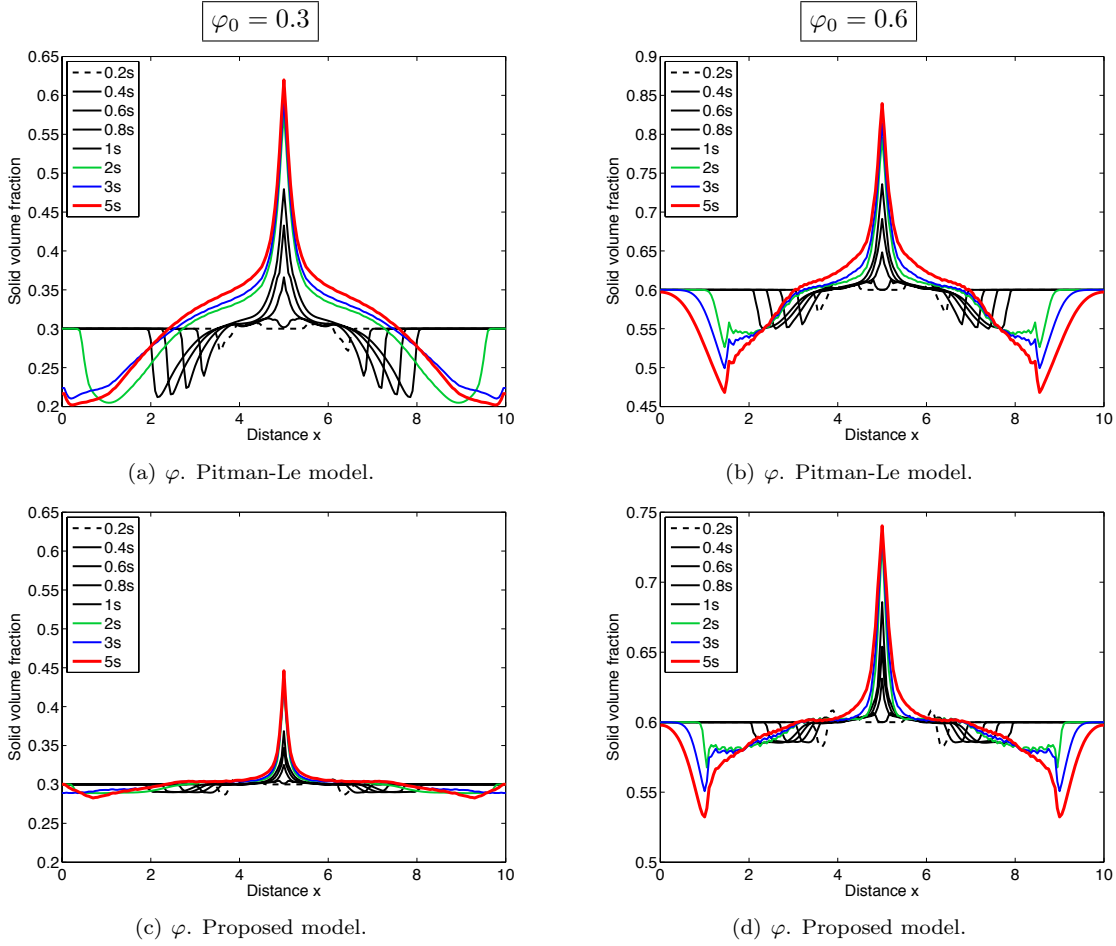 φ₀ = 0.3
φ₀ = 0.6
0.65
0.6
0.55
0.5
0.45
0.4
0.35
0.3
0.25
0.2
Solid volume fraction
0.2s
0.4s
0.6s
0.8s
1s
2s
3s
5s
0
2
4
6
8
10
Distance x
(a) φ. Pitman-Le model.
0.9
0.85
0.8
0.75
0.7
0.65
0.6
0.55
0.5
0.45
Solid volume fraction
0.2s
0.4s
0.6s
0.8s
1s
2s
3s
5s
0
2
4
6
8
10
Distance x
(b) φ. Pitman-Le model.
0.65
0.6
0.55
0.5
0.45
0.4
0.35
0.3
0.25
0.2
Solid volume fraction
0.2s
0.4s
0.6s
0.8s
1s
2s
3s
5s
0
2
4
6
8
10
Distance x
(c) φ. Proposed model.
0.75
0.7
0.65
0.6
0.55
0.5
Solid volume fraction
0.2s
0.4s
0.6s
0.8s
1s
2s
3s
5s
0
2
4
6
8
10
Distance x
(d) φ. Proposed model.